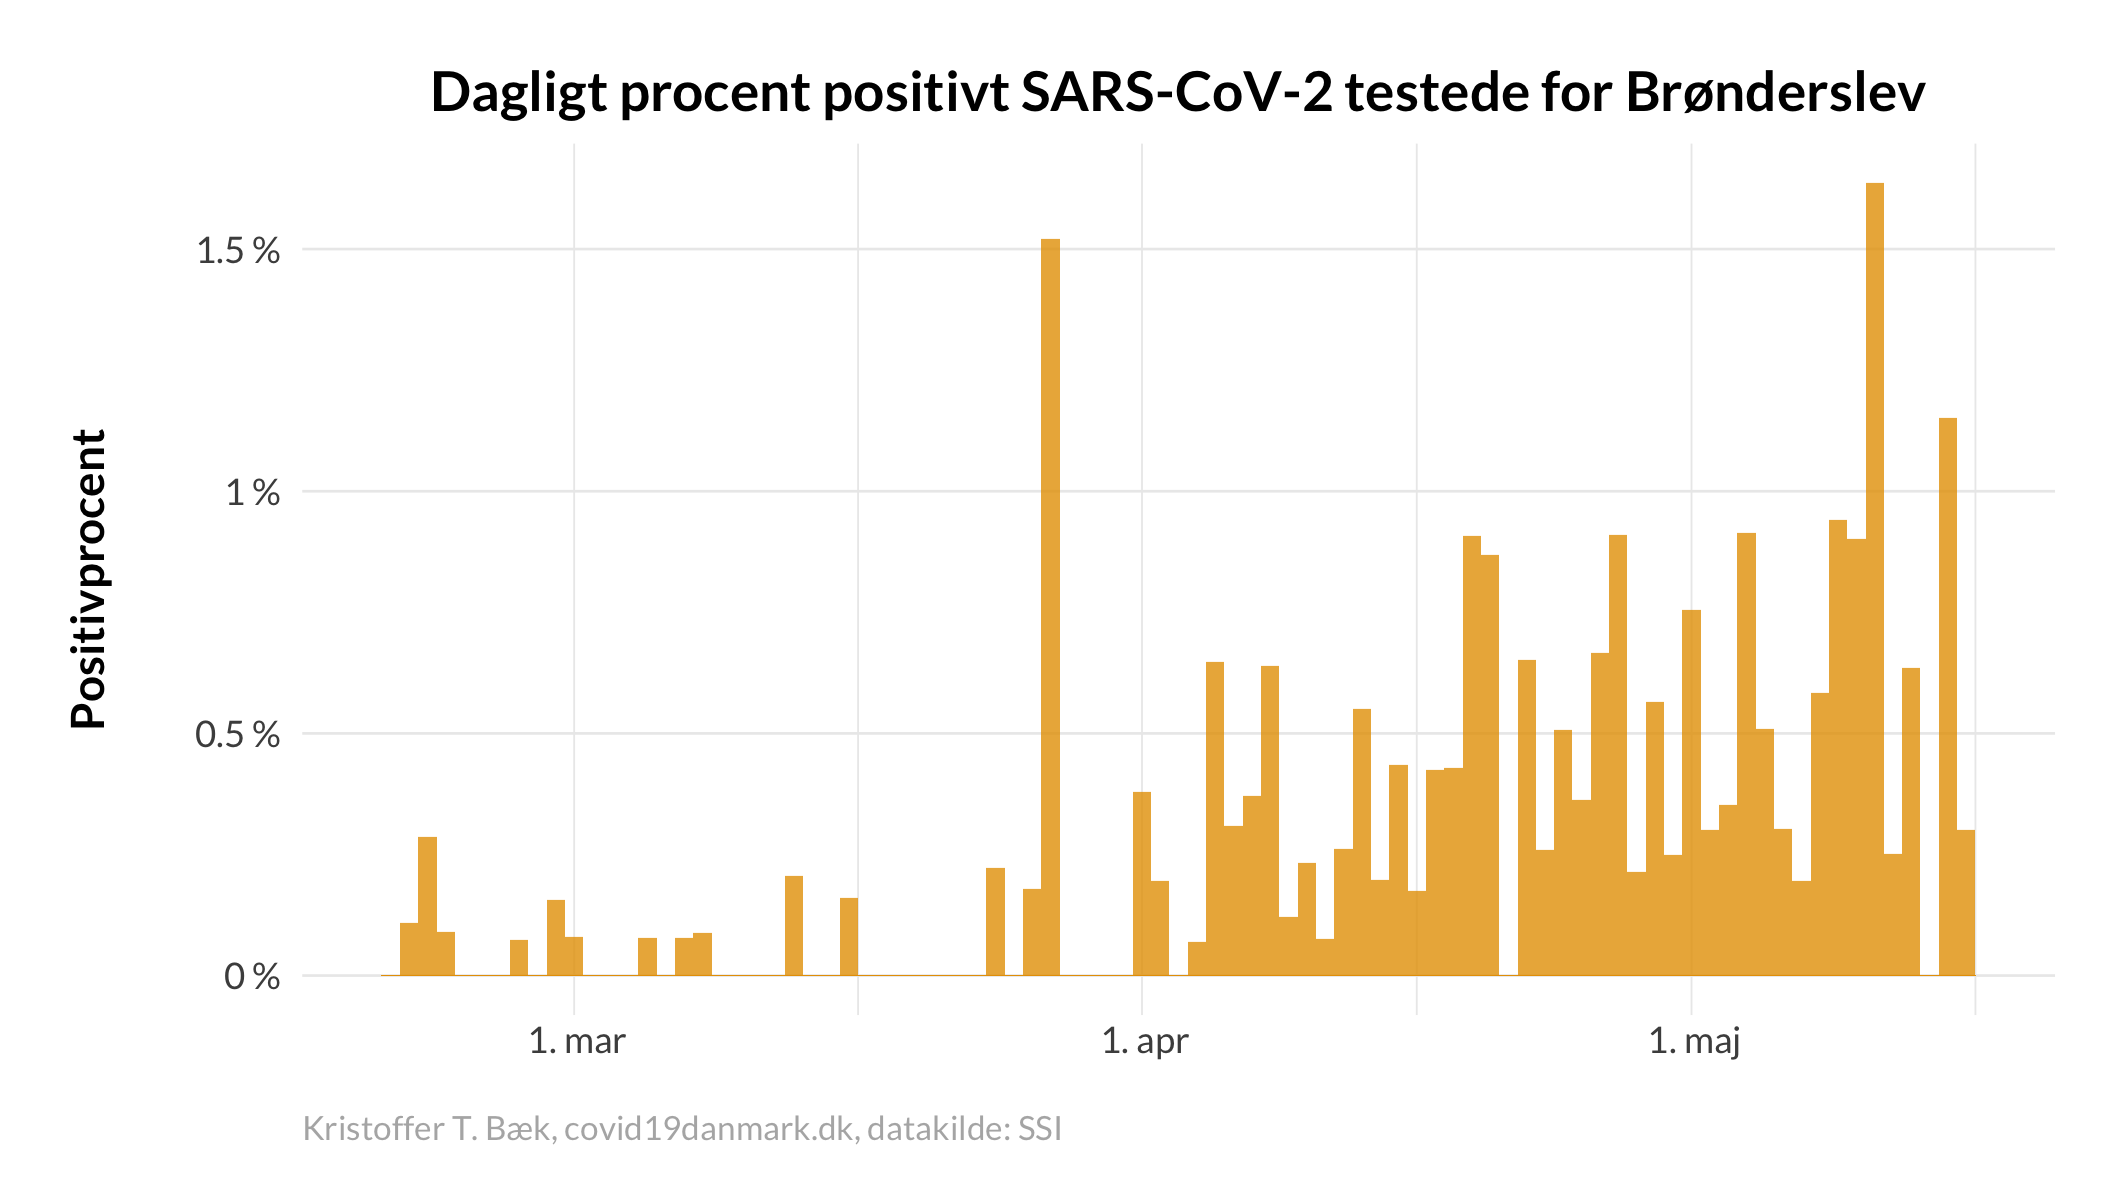 Dagligt procent positivt SARS-CoV-2 testede for Brønderslev
Positivprocent
1.5 %
1 %
0.5 %
0 %
1. mar
1. apr
1. maj
Kristoffer T. Bæk, covid19danmark.dk, datakilde: SSI